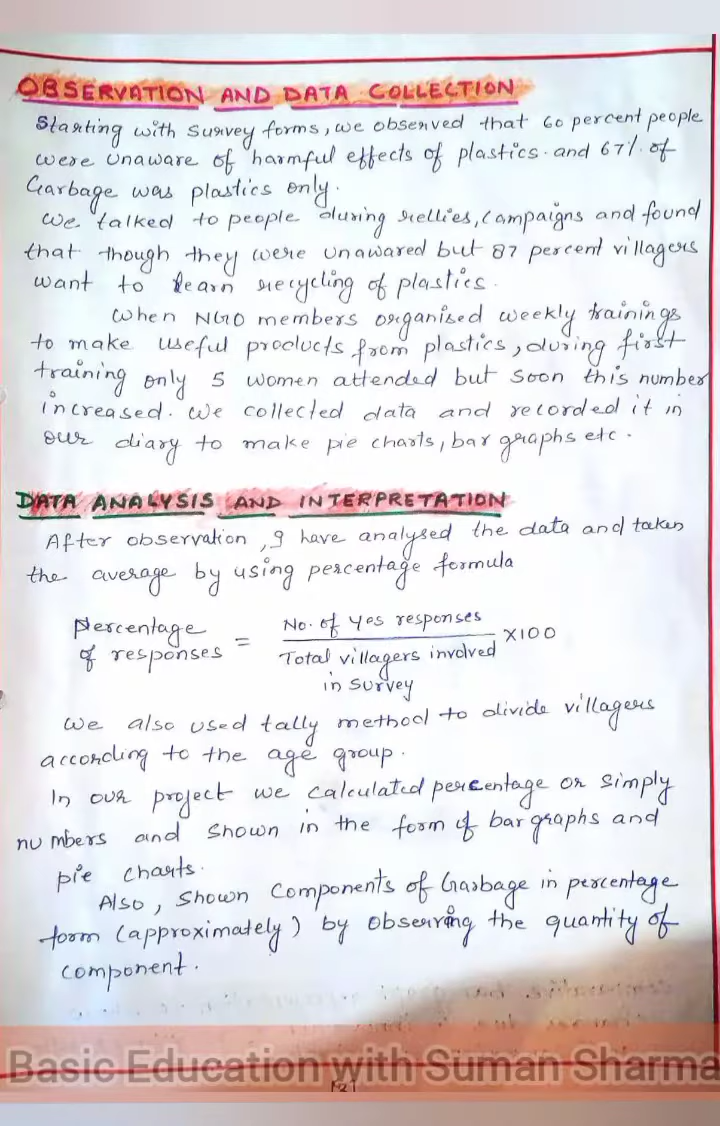 OBSERVATION AND DATA COLLECTION
Starting with survey forms, we observed that 60 percent people
were unaware of harmful effects of plastics. and 67% of
Garbage was plastics only.
We talked to people during rellies, campaigns and found
that though they were unawared but 87 percent villagers
want to learn recycling of plastics.
When NGO members organised weekly trainings
to make useful products from plastics, during first
training only 5 women attended but soon this number
increased. We collected data and recorded it in
our diary to make pie charts, bar graphs etc.
DATA ANALYSIS AND INTERPRETATION
After observation, I have analysed the data and taken
the average by using percentage formula
Percentage of responses = No. of Yes responses / Total villagers involved in survey X100
We also used tally method to divide villagers
according to the age group.
In our project we calculated percentage or simply
numbers and shown in the form of bar graphs and
pie charts.
Also, shown components of Garbage in percentage
form (approximately) by observing the quantity of
component.
Basic Education with Suman Sharma